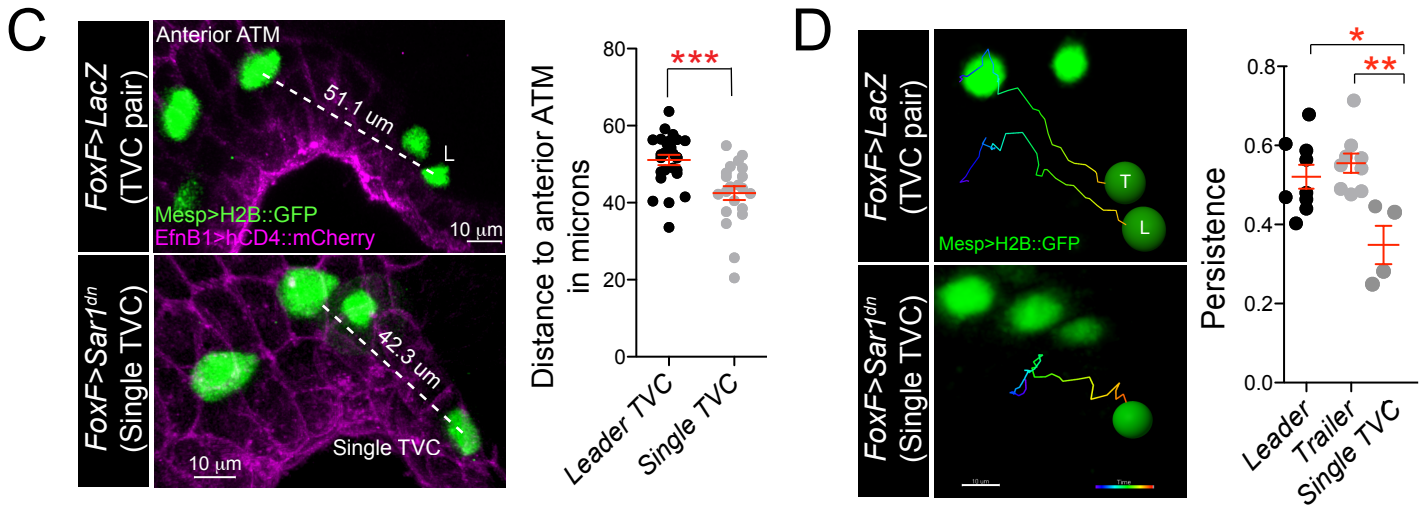 C
FoxF>LacZ
(TVC pair)
Anterior ATM
51.1 um
L
Mesp>H2B::GFP
EfnB1>hCD4::mCherry
10 μm
FoxF>Sar1dn
(Single TVC)
42.3 um
Single TVC
10 μm
Distance to anterior ATM
in microns
80
60
40
20
0
***
Leader TVC
Single TVC
D
FoxF>LacZ
(TVC pair)
T
L
Mesp>H2B::GFP
FoxF>Sar1dn
(Single TVC)
10 μm
Time
Persistence
0.8
0.6
0.4
0.2
0.0
*
**
Leader
Trailer
Single TVC